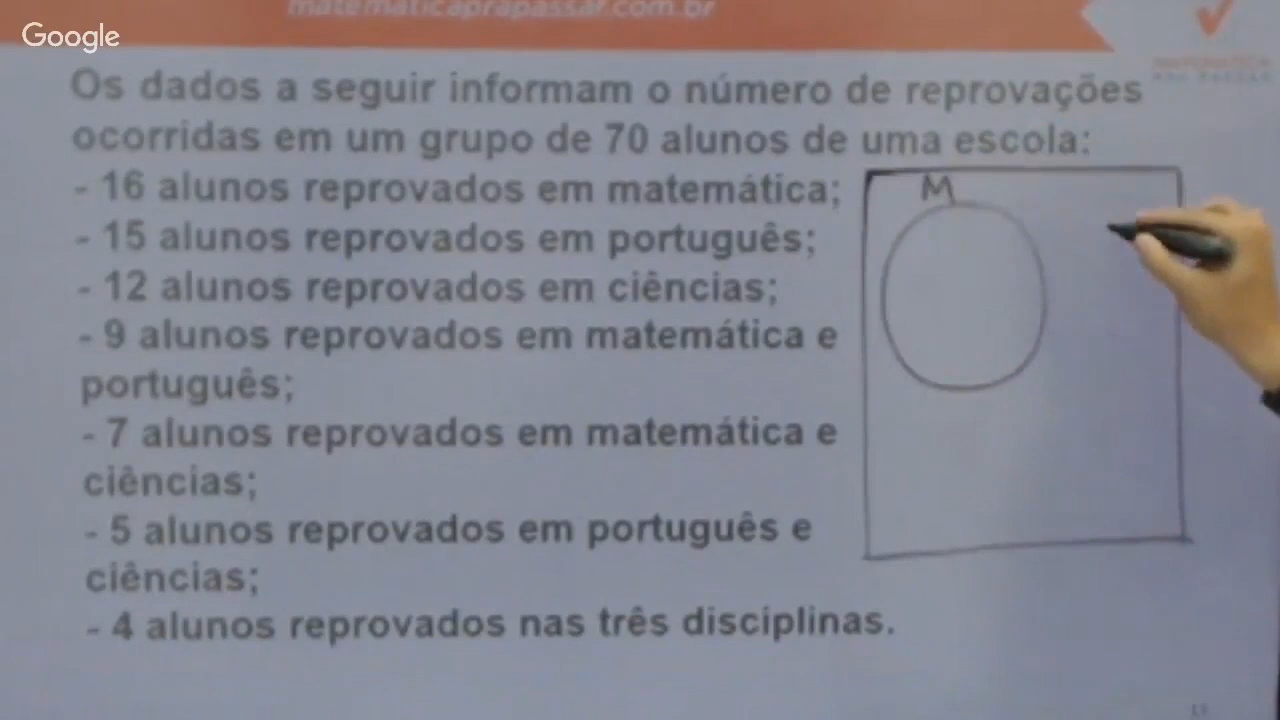 matematicaprapassar.com.br
Google
Os dados a seguir informam o número de reprovações
ocorridas em um grupo de 70 alunos de uma escola:
- 16 alunos reprovados em matemática;
M
- 15 alunos reprovados em português;
- 12 alunos reprovados em ciências;
- 9 alunos reprovados em matemática e
português;
- 7 alunos reprovados em matemática e
ciências;
- 5 alunos reprovados em português e
ciências;
- 4 alunos reprovados nas três disciplinas.